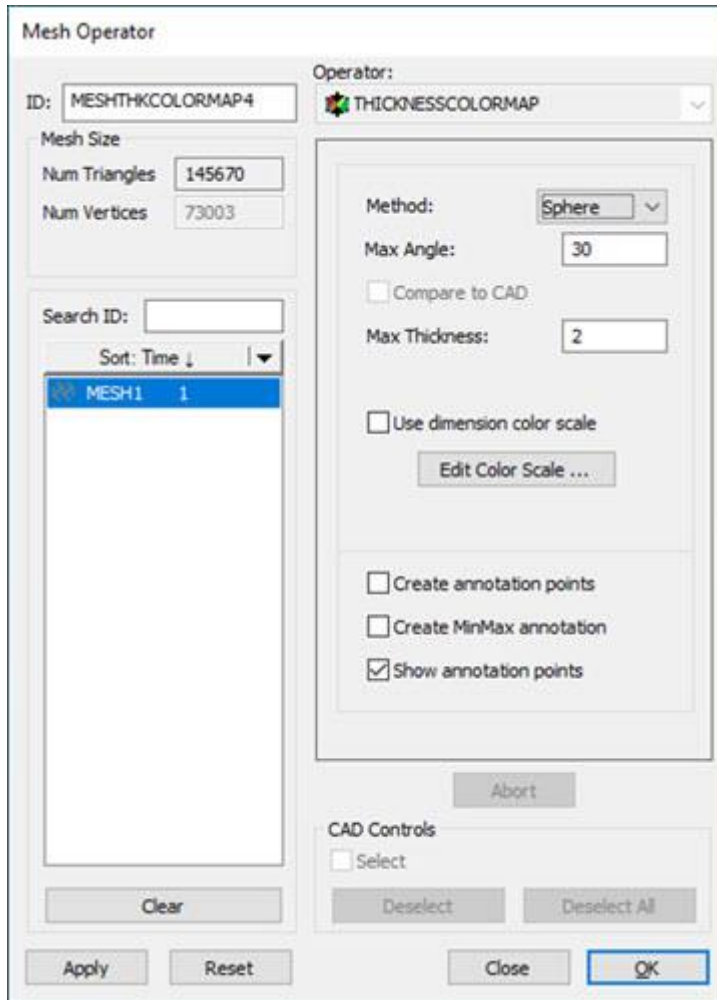 Mesh Operator
ID: MESHTHKCOLORMAP4
Mesh Size
Num Triangles 145670
Num Vertices 73003
Search ID:
Sort: Time ↓
MESH1 1
Clear
Apply Reset
Operator:
THICKNESSCOLORMAP
Method: Sphere
Max Angle: 30
Compare to CAD
Max Thickness: 2
Use dimension color scale
Edit Color Scale ...
Create annotation points
Create MinMax annotation
Show annotation points
Abort
CAD Controls
Select
Deselect Deselect All
Close OK